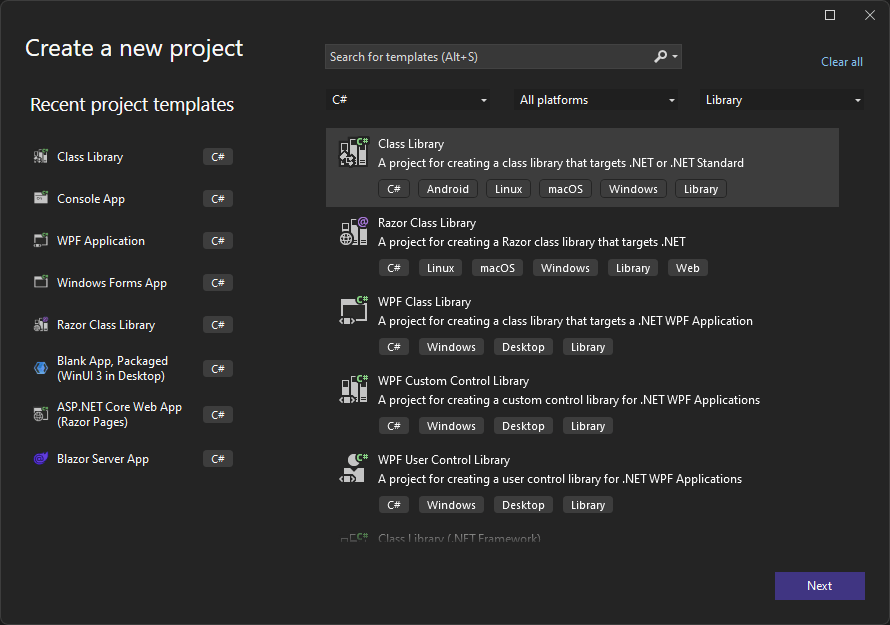 Create a new project
Search for templates (Alt+S)
Clear all
Recent project templates
C#
All platforms
Library
Class Library C#
Console App C#
WPF Application C#
Windows Forms App C#
Razor Class Library C#
Blank App, Packaged
(WinUI 3 in Desktop) C#
ASP.NET Core Web App
(Razor Pages) C#
Blazor Server App C#
Class Library
A project for creating a class library that targets .NET or .NET Standard
C# Android Linux macOS Windows Library
Razor Class Library
A project for creating a Razor class library that targets .NET
C# Linux macOS Windows Library Web
WPF Class Library
A project for creating a class library that targets a .NET WPF Application
C# Windows Desktop Library
WPF Custom Control Library
A project for creating a custom control library for .NET WPF Applications
C# Windows Desktop Library
WPF User Control Library
A project for creating a user control library for .NET WPF Applications
C# Windows Desktop Library
Class Library (.NET Framework)
Next